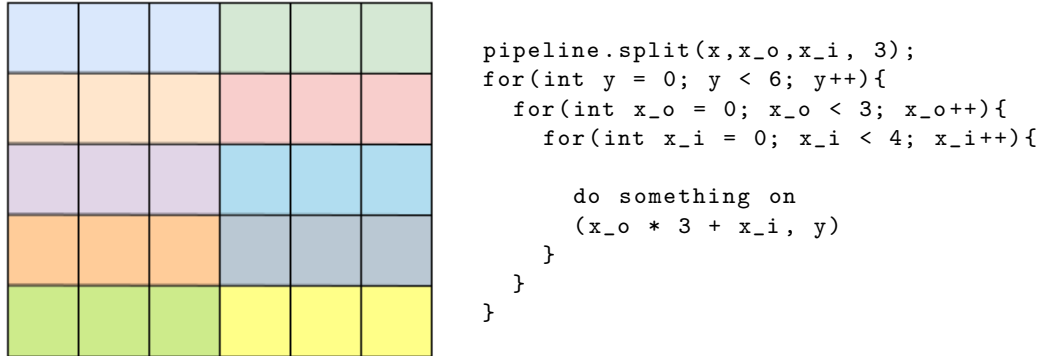 pipeline.split(x,x_o,x_i, 3);
for(int y = 0; y < 6; y++){
for(int x_o = 0; x_o < 3; x_o++){
for(int x_i = 0; x_i < 4; x_i++){
do something on
(x_o * 3 + x_i, y)
}
}
}